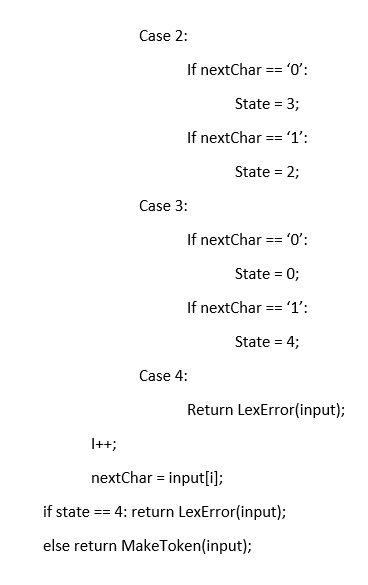 Case 2:
If nextChar == ‘0’:
State = 3;
If nextChar == ‘1’:
State = 2;
Case 3:
If nextChar == ‘0’:
State = 0;
If nextChar == ‘1’:
State = 4;
Case 4:
Return LexError(input);
I++;
nextChar = input[i];
if state == 4: return LexError(input);
else return MakeToken(input);